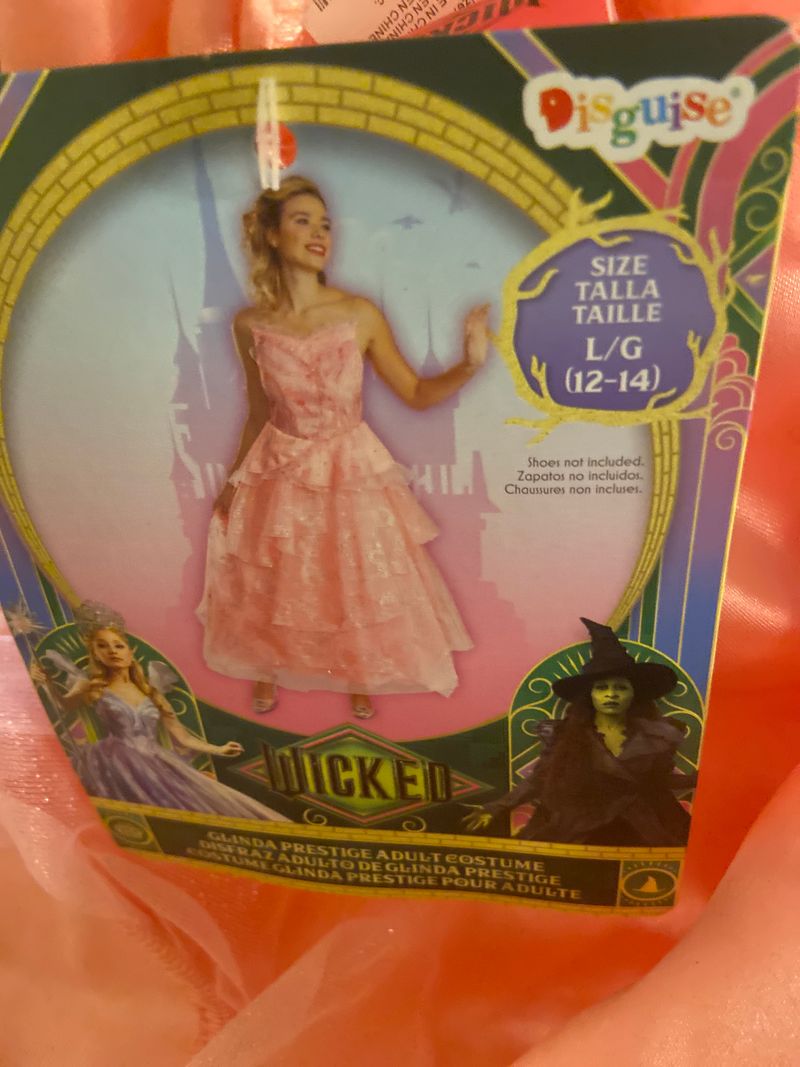 Disguise
SIZE
TALLA
TAILLE
L/G
(12-14)
Shoes not included.
Zapatos no incluidos.
Chaussures non incluses.
WICKED
GLINDA PRESTIGE ADULT COSTUME
DISFRAZ ADULTO DE GLINDA PRESTIGE
COSTUME GLINDA PRESTIGE POUR ADULTE